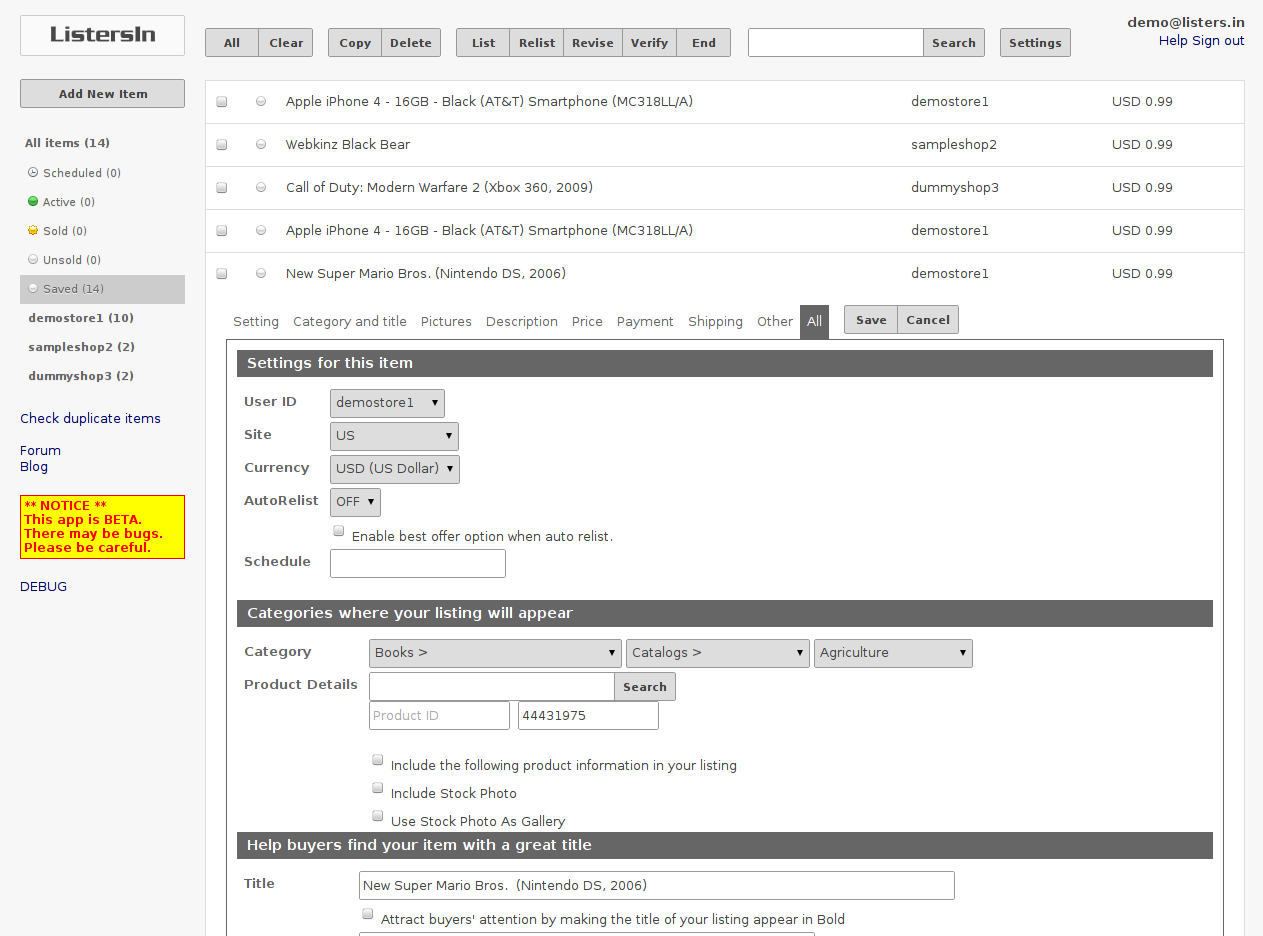 ListersIn
All Clear Copy Delete List Relist Revise Verify End Search Settings
demo@listers.in
Help Sign out
Add New Item
All items (14)
Scheduled (0)
Active (0)
Sold (0)
Unsold (0)
Saved (14)
demostore1 (10)
sampleshop2 (2)
dummyshop3 (2)
Check duplicate items
Forum
Blog
** NOTICE **
This app is BETA.
There may be bugs.
Please be careful.
DEBUG
Apple iPhone 4 - 16GB - Black (AT&T) Smartphone (MC318LL/A) demostore1 USD 0.99
Webkinz Black Bear sampleshop2 USD 0.99
Call of Duty: Modern Warfare 2 (Xbox 360, 2009) dummyshop3 USD 0.99
Apple iPhone 4 - 16GB - Black (AT&T) Smartphone (MC318LL/A) demostore1 USD 0.99
New Super Mario Bros. (Nintendo DS, 2006) demostore1 USD 0.99
Setting Category and title Pictures Description Price Payment Shipping Other All Save Cancel
Settings for this item
User ID demostore1
Site US
Currency USD (US Dollar)
AutoRelist OFF
Enable best offer option when auto relist.
Schedule
Categories where your listing will appear
Category Books > Catalogs > Agriculture
Product Details Search
Product ID 44431975
Include the following product information in your listing
Include Stock Photo
Use Stock Photo As Gallery
Help buyers find your item with a great title
Title New Super Mario Bros.  (Nintendo DS, 2006)
Attract buyers' attention by making the title of your listing appear in Bold